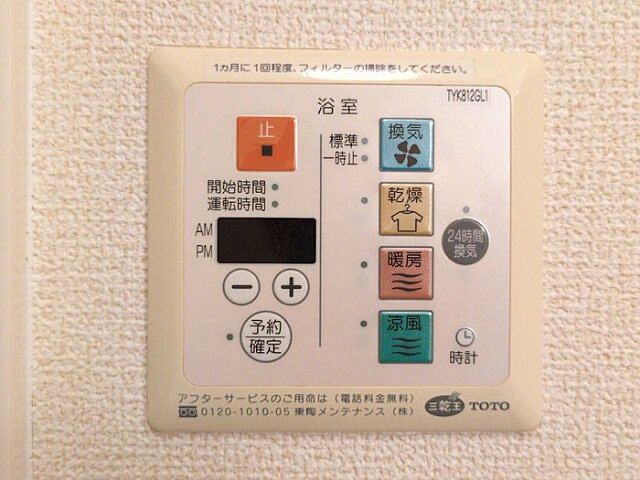 1ヵ月に1回程度、フィルターの掃除をしてください。
TYK812GL1
浴室
止
標準
一時止
換気
開始時間
運転時間
乾燥
AM
PM
24時間
換気
暖房
予約
確定
涼風
時計
アフターサービスのご用命は(電話料金無料)
0120-1010-05 東陶メンテナンス(株)
三乾王 TOTO